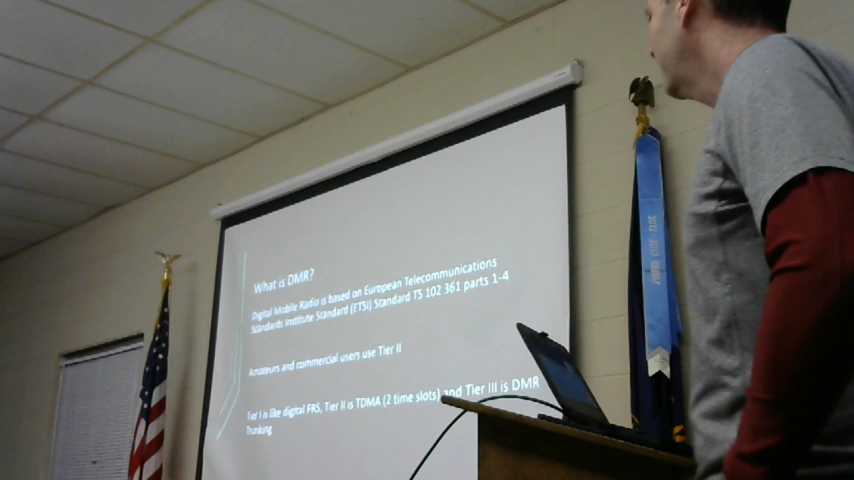 What is DMR?
Digital Mobile Radio is based on European Telecommunications
Standards Institute Standard (ETSI) Standard TS 102 361 parts 1-4
Amateurs and commercial users use Tier II
Tier I is like digital FRS, Tier II is TDMA (2 time slots) and Tier III is DMR
Trunking
2012 - 2013